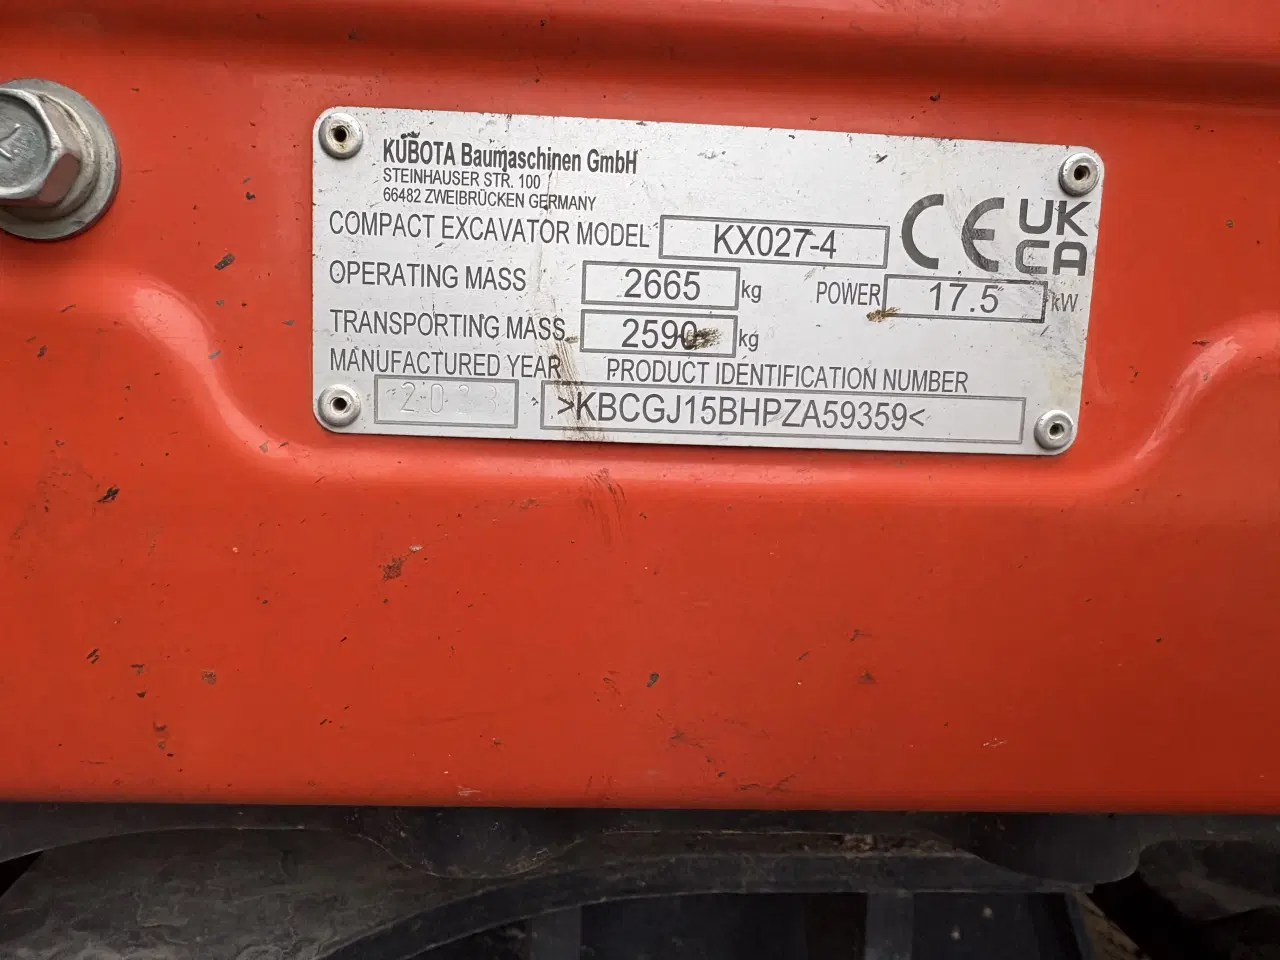 KUBOTA Baumaschinen GmbH
STEINHAUSER STR. 100
66482 ZWEIBRÜCKEN GERMANY
COMPACT EXCAVATOR MODEL KX027-4
CE UK CA
OPERATING MASS 2665 kg POWER 17.5 kW
TRANSPORTING MASS 2590 kg
MANUFACTURED YEAR PRODUCT IDENTIFICATION NUMBER
2023 >KBCGJ15BHPZA59359<